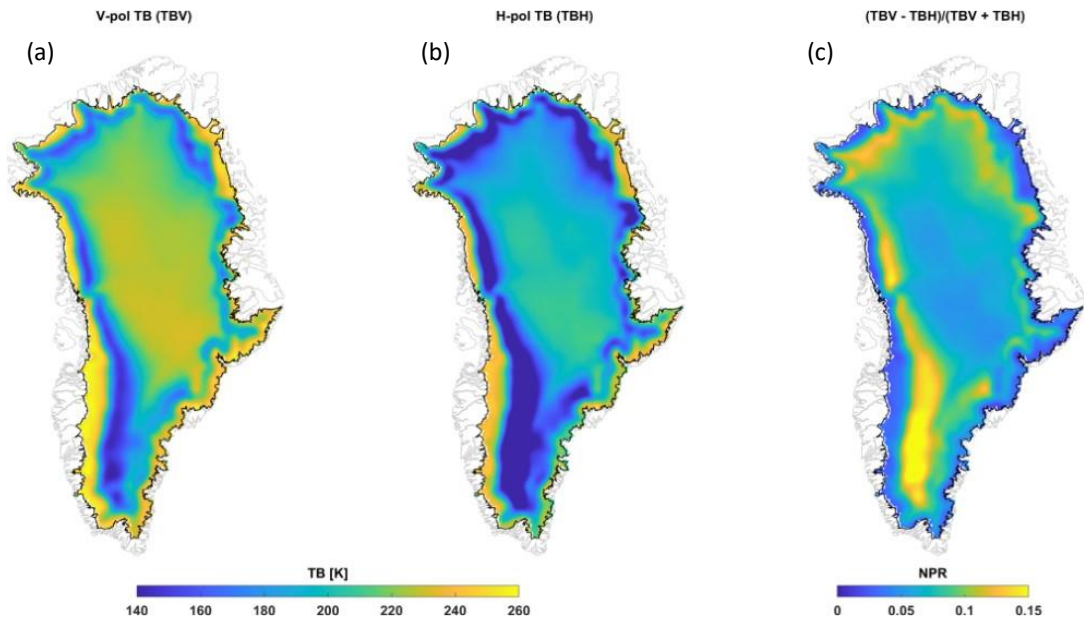 V-pol TB (TBV)
H-pol TB (TBH)
(TBV - TBH)/(TBV + TBH)
(a)
(b)
(c)
TB [K]
140 160 180 200 220 240 260
NPR
0 0.05 0.1 0.15